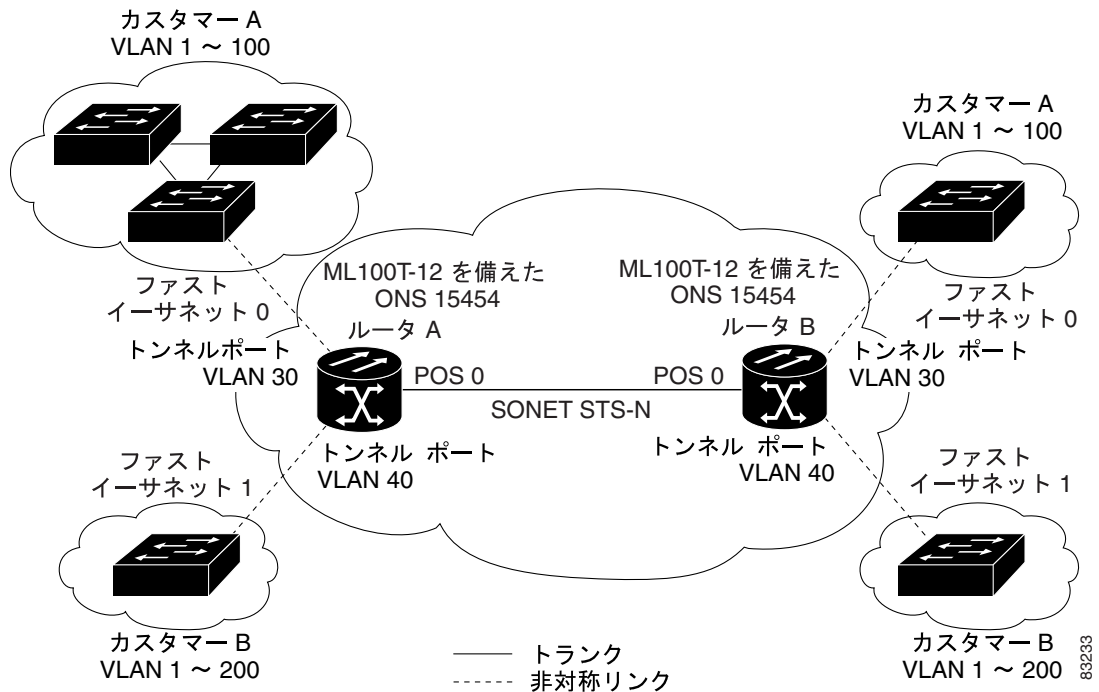 カスタマー A
VLAN 1 ～ 100
カスタマー A
VLAN 1 ～ 100
ファスト
イーサネット 0
ML100T-12 を備えた
ONS 15454
ルータ A
ML100T-12 を備えた
ONS 15454
ルータ B
ファスト
イーサネット 0
トンネルポート
VLAN 30
POS 0
POS 0
SONET STS-N
トンネル ポート
VLAN 30
トンネル ポート
VLAN 40
トンネル ポート
VLAN 40
ファスト
イーサネット 1
ファスト
イーサネット 1
カスタマー B
VLAN 1 ～ 200
カスタマー B
VLAN 1 ～ 200
トランク
非対称リンク
83233